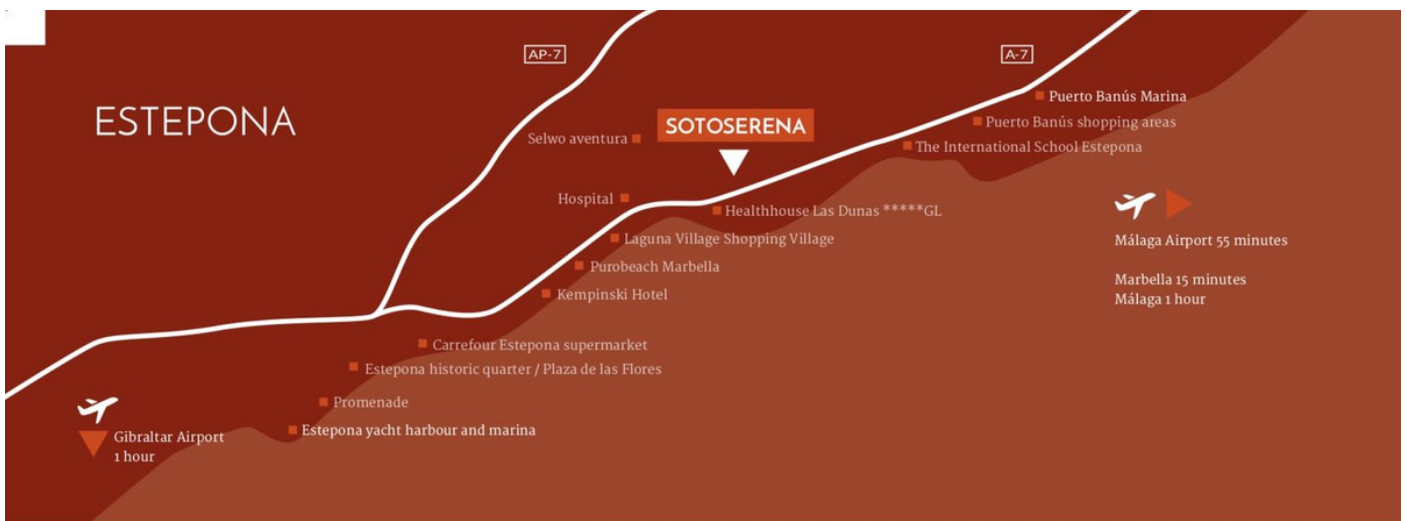 AP-7
A-7
ESTEPONA
Puerto Banús Marina
SOTOSERENA
Puerto Banús shopping areas
Selwo aventura
The International School Estepona
Hospital
Healthhouse Las Dunas *****GL
Laguna Village Shopping Village
Málaga Airport 55 minutes
Purobeach Marbella
Marbella 15 minutes
Kempinski Hotel
Málaga 1 hour
Carrefour Estepona supermarket
Estepona historic quarter / Plaza de las Flores
Promenade
Estepona yacht harbour and marina
Gibraltar Airport
1 hour